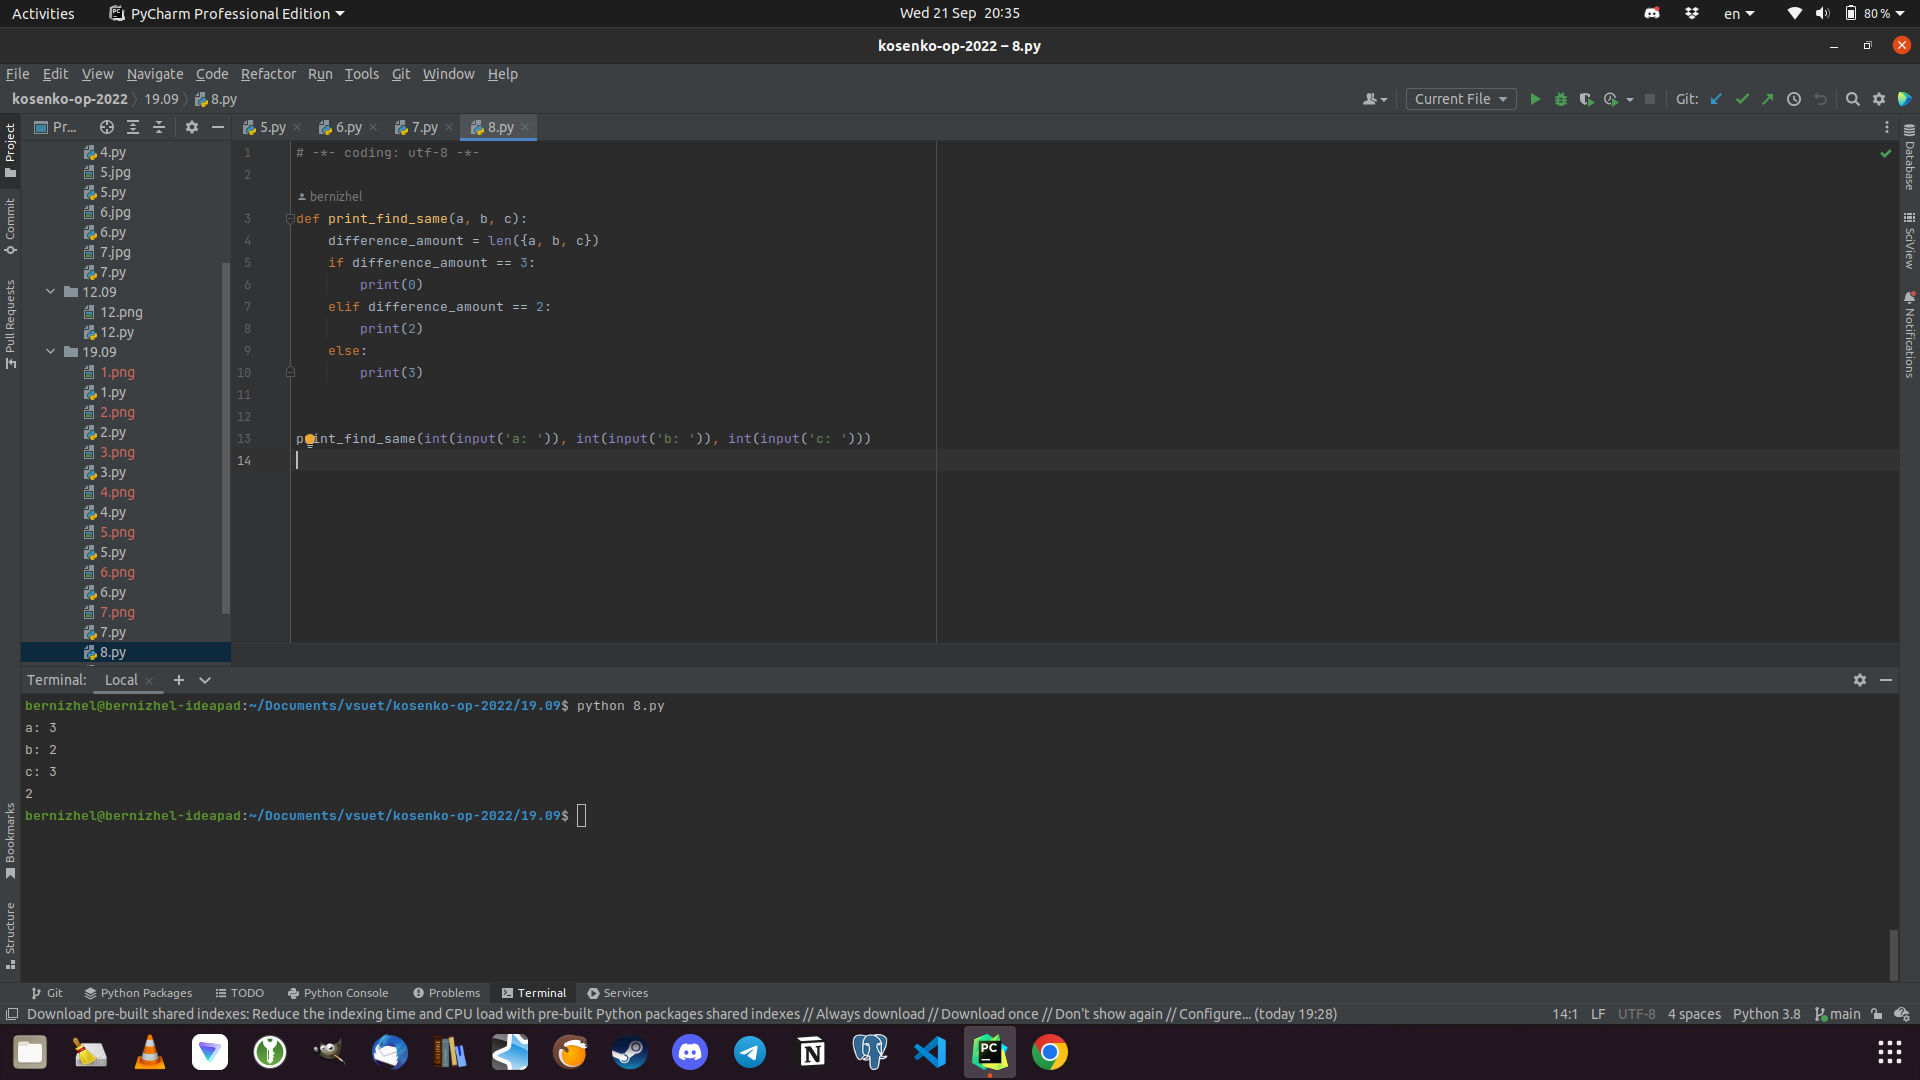 Activities
PyCharm Professional Edition
Wed 21 Sep 20:35
en
80 %
kosenko-op-2022 – 8.py
File Edit View Navigate Code Refactor Run Tools Git Window Help
kosenko-op-2022 19.09 8.py
Current File
Git:
Project
Commit
Pull Requests
Bookmarks
Structure
Pr...
4.py
5.jpg
5.py
6.jpg
6.py
7.jpg
7.py
12.09
12.png
12.py
19.09
1.png
1.py
2.png
2.py
3.png
3.py
4.png
4.py
5.png
5.py
6.png
6.py
7.png
7.py
8.py
5.py 6.py 7.py 8.py
1 # -*- coding: utf-8 -*-
2
bernizhel
3 def print_find_same(a, b, c):
4 difference_amount = len({a, b, c})
5 if difference_amount == 3:
6 print(0)
7 elif difference_amount == 2:
8 print(2)
9 else:
10 print(3)
11
12
13 print_find_same(int(input('a: ')), int(input('b: ')), int(input('c: ')))
14
Database
SciView
Notifications
Terminal: Local
bernizhel@bernizhel-ideapad:~/Documents/vsuet/kosenko-op-2022/19.09$ python 8.py
a: 3
b: 2
c: 3
2
bernizhel@bernizhel-ideapad:~/Documents/vsuet/kosenko-op-2022/19.09$
Git Python Packages TODO Python Console Problems Terminal Services
Download pre-built shared indexes: Reduce the indexing time and CPU load with pre-built Python packages shared indexes // Always download // Download once // Don't show again // Configure... (today 19:28)
14:1 LF UTF-8 4 spaces Python 3.8 main
PC